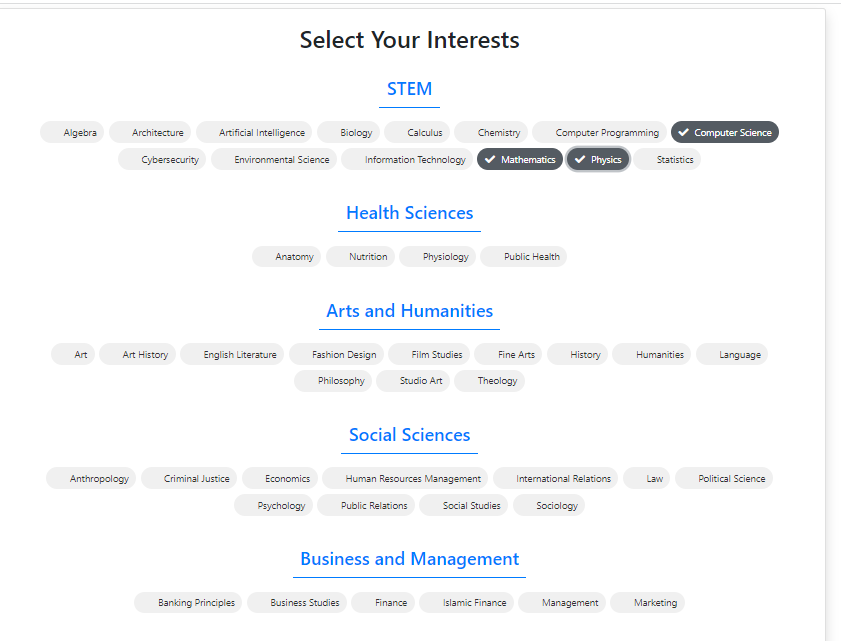 Select Your Interests
STEM
Algebra Architecture Artificial Intelligence Biology Calculus Chemistry Computer Programming Computer Science
Cybersecurity Environmental Science Information Technology Mathematics Physics Statistics
Health Sciences
Anatomy Nutrition Physiology Public Health
Arts and Humanities
Art Art History English Literature Fashion Design Film Studies Fine Arts History Humanities Language
Philosophy Studio Art Theology
Social Sciences
Anthropology Criminal Justice Economics Human Resources Management International Relations Law Political Science
Psychology Public Relations Social Studies Sociology
Business and Management
Banking Principles Business Studies Finance Islamic Finance Management Marketing